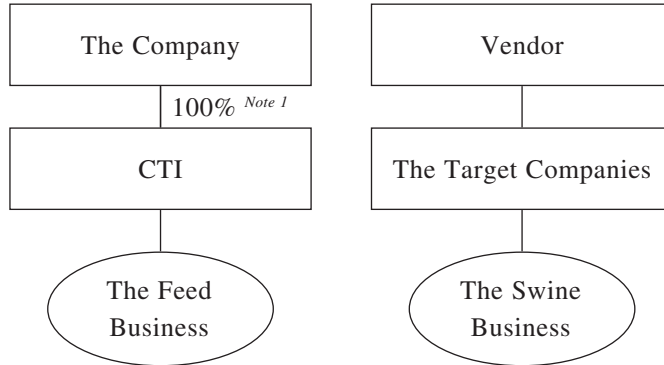 The Company
Vendor
100% Note 1
CTI
The Target Companies
The Feed
Business
The Swine
Business